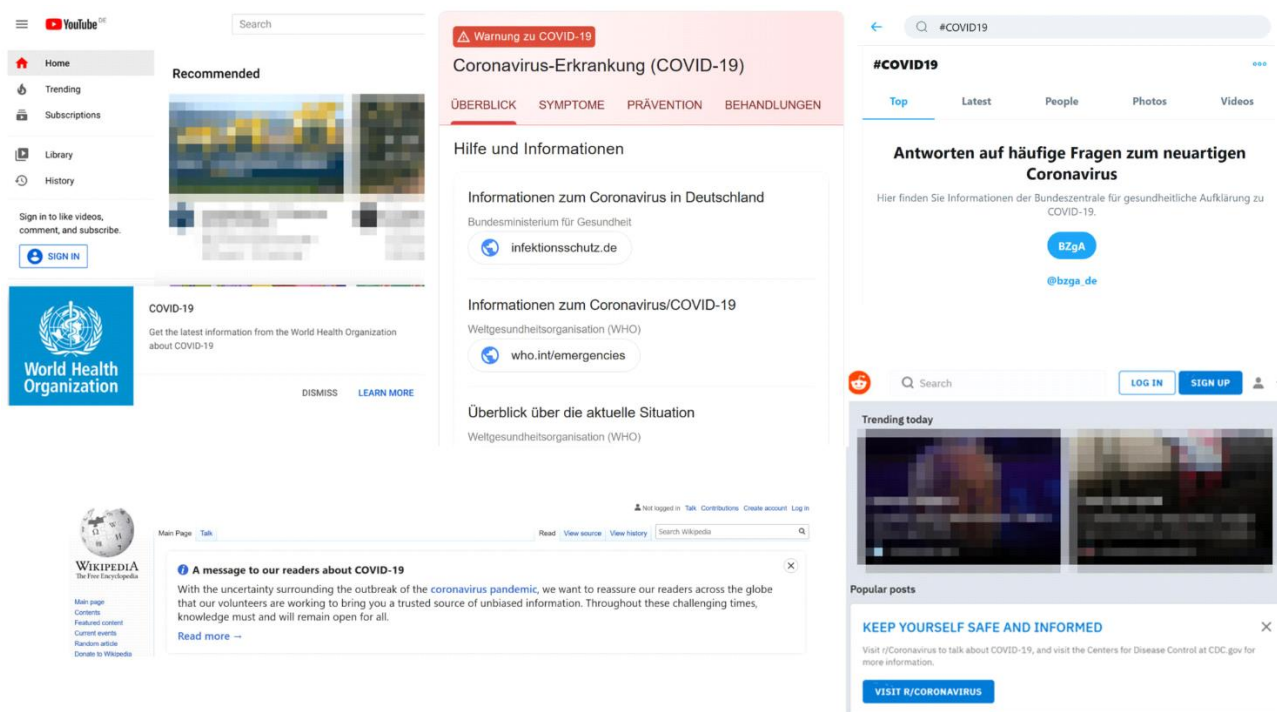 YouTube DE
Search
Home
Trending
Subscriptions
Library
History
Sign in to like videos,
comment, and subscribe.
SIGN IN
Recommended
World Health
Organization
COVID-19
Get the latest information from the World Health Organization
about COVID-19
DISMISS
LEARN MORE
Warnung zu COVID-19
Coronavirus-Erkrankung (COVID-19)
ÜBERBLICK SYMPTOME PRÄVENTION BEHANDLUNGEN
Hilfe und Informationen
Informationen zum Coronavirus in Deutschland
Bundesministerium für Gesundheit
infektionsschutz.de
Informationen zum Coronavirus/COVID-19
Weltgesundheitsorganisation (WHO)
who.int/emergencies
Überblick über die aktuelle Situation
Weltgesundheitsorganisation (WHO)
#COVID19
#COVID19
Top Latest People Photos Videos
Antworten auf häufige Fragen zum neuartigen
Coronavirus
Hier finden Sie Informationen der Bundeszentrale für gesundheitliche Aufklärung zu
COVID-19.
BZgA
@bzga_de
Search
LOG IN
SIGN UP
Trending today
Popular posts
KEEP YOURSELF SAFE AND INFORMED
Visit r/Coronavirus to talk about COVID-19, and visit the Centers for Disease Control at CDC.gov for
more information.
VISIT R/CORONAVIRUS
WIKIPEDIA
The Free Encyclopedia
Main page
Contents
Featured content
Current events
Random article
Donate to Wikipedia
Not logged in Talk Contributions Create account Log in
Main Page Talk
Read View source View history Search Wikipedia
A message to our readers about COVID-19
With the uncertainty surrounding the outbreak of the coronavirus pandemic, we want to reassure our readers across the globe
that our volunteers are working to bring you a trusted source of unbiased information. Throughout these challenging times,
knowledge must and will remain open for all.
Read more →